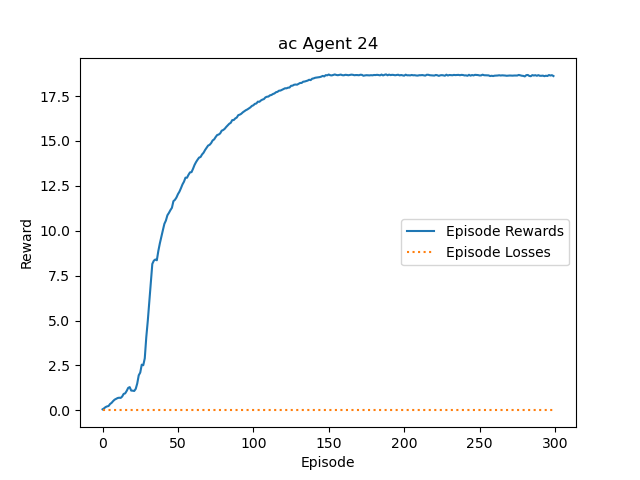 ac Agent 24
17.5
15.0
12.5
10.0
7.5
5.0
2.5
0.0
Reward
Episode Rewards
Episode Losses
0 50 100 150 200 250 300
Episode